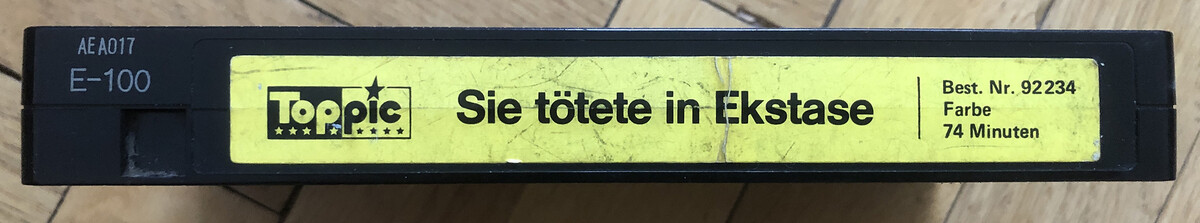 AEA017
E-100
Toppic
Sie tötete in Ekstase
Best. Nr. 92234
Farbe
74 Minuten